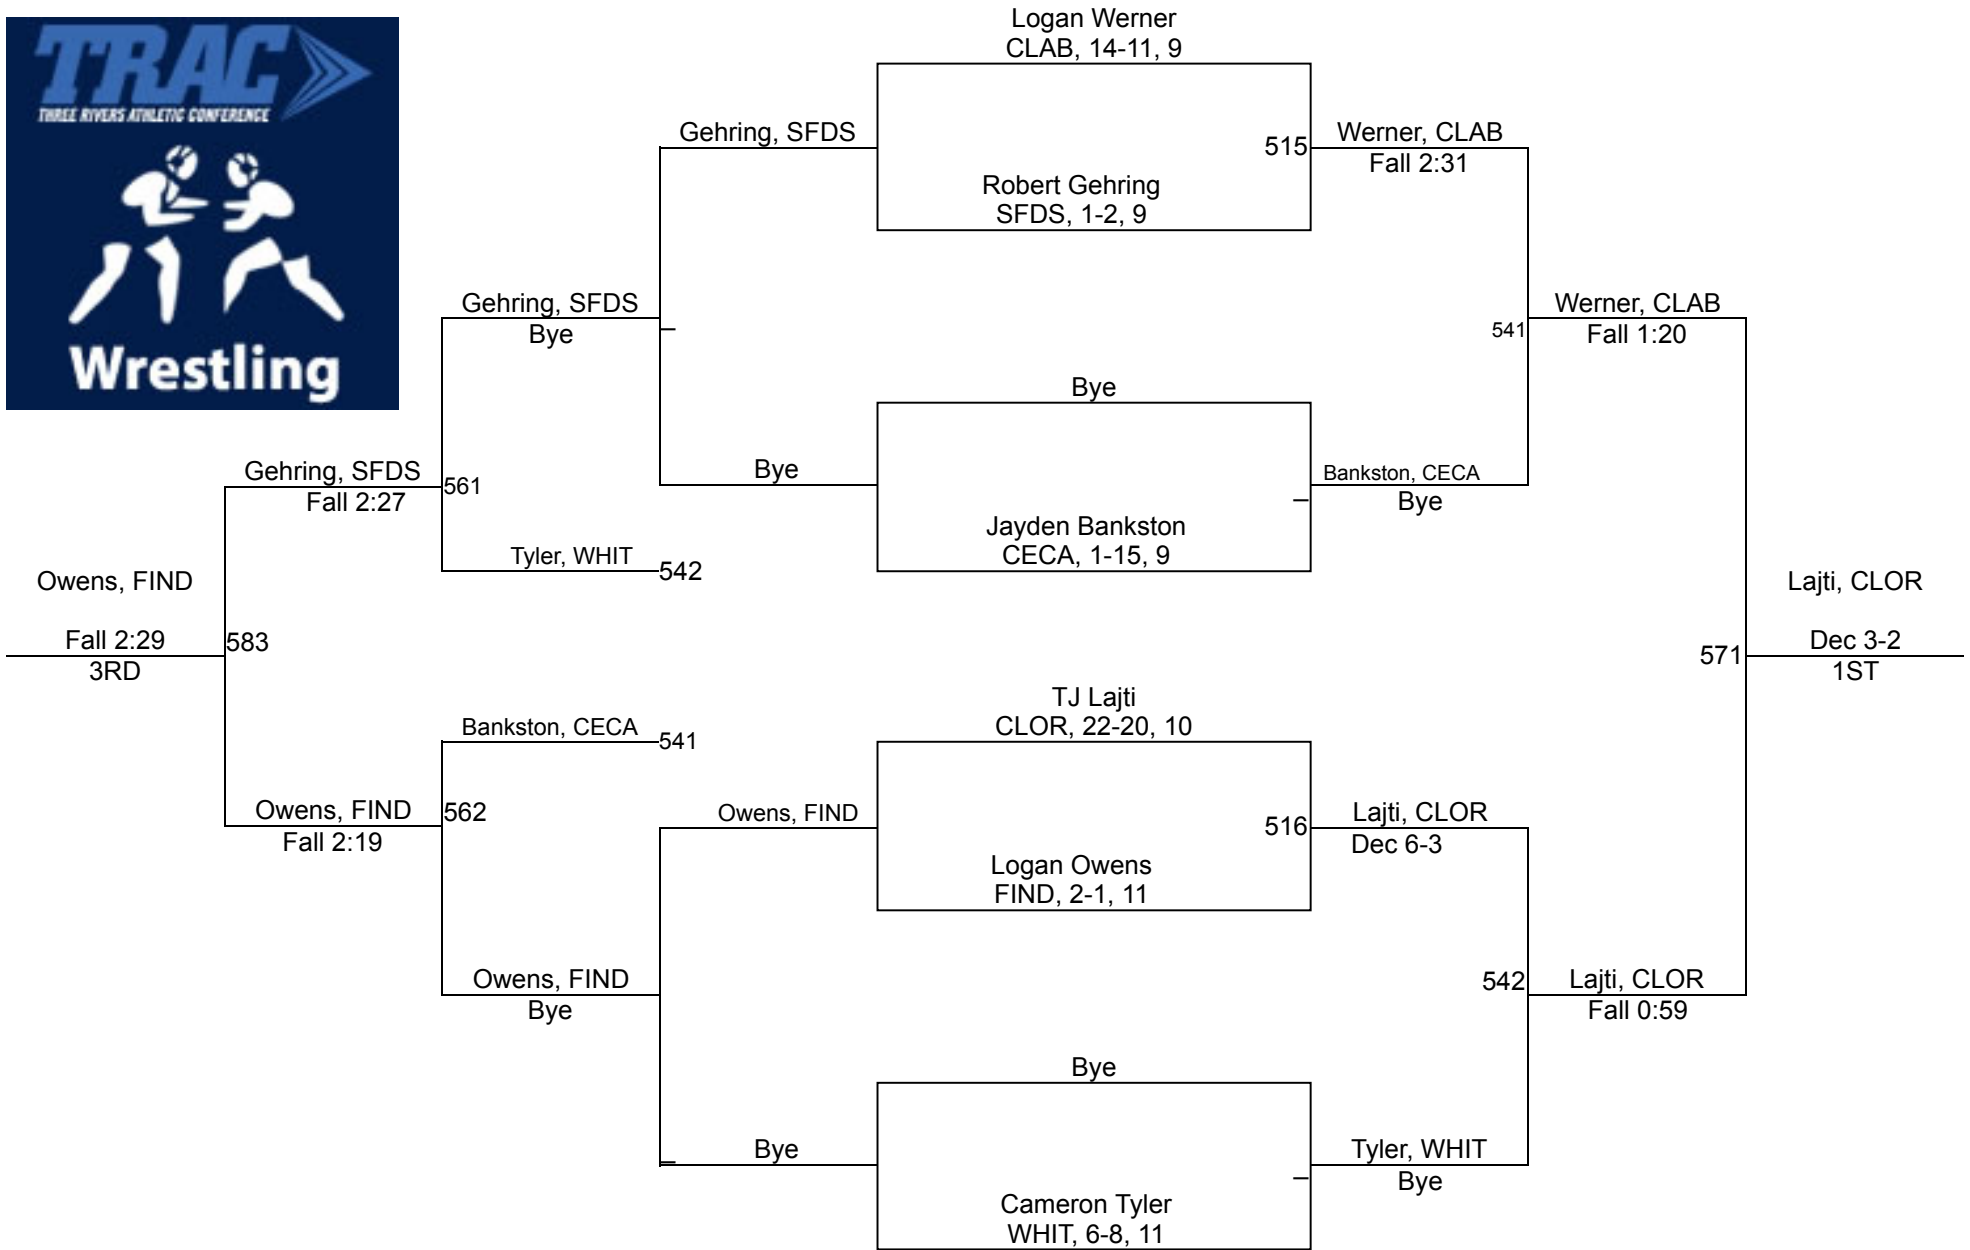 TRAC
THREE RIVERS ATHLETIC CONFERENCE
Wrestling
Logan Werner
CLAB, 14-11, 9
Gehring, SFDS
515
Werner, CLAB
Fall 2:31
Robert Gehring
SFDS, 1-2, 9
Gehring, SFDS
Bye
541
Werner, CLAB
Fall 1:20
Bye
Gehring, SFDS
Fall 2:27
561
Bye
Bankston, CECA
Bye
Jayden Bankston
CECA, 1-15, 9
Tyler, WHIT
542
Owens, FIND
Fall 2:29
3RD
583
571
Lajti, CLOR
Dec 3-2
1ST
Bankston, CECA
541
TJ Lajti
CLOR, 22-20, 10
Owens, FIND
Fall 2:19
562
Owens, FIND
516
Lajti, CLOR
Dec 6-3
Logan Owens
FIND, 2-1, 11
Owens, FIND
Bye
542
Lajti, CLOR
Fall 0:59
Bye
Bye
Tyler, WHIT
Bye
Cameron Tyler
WHIT, 6-8, 11